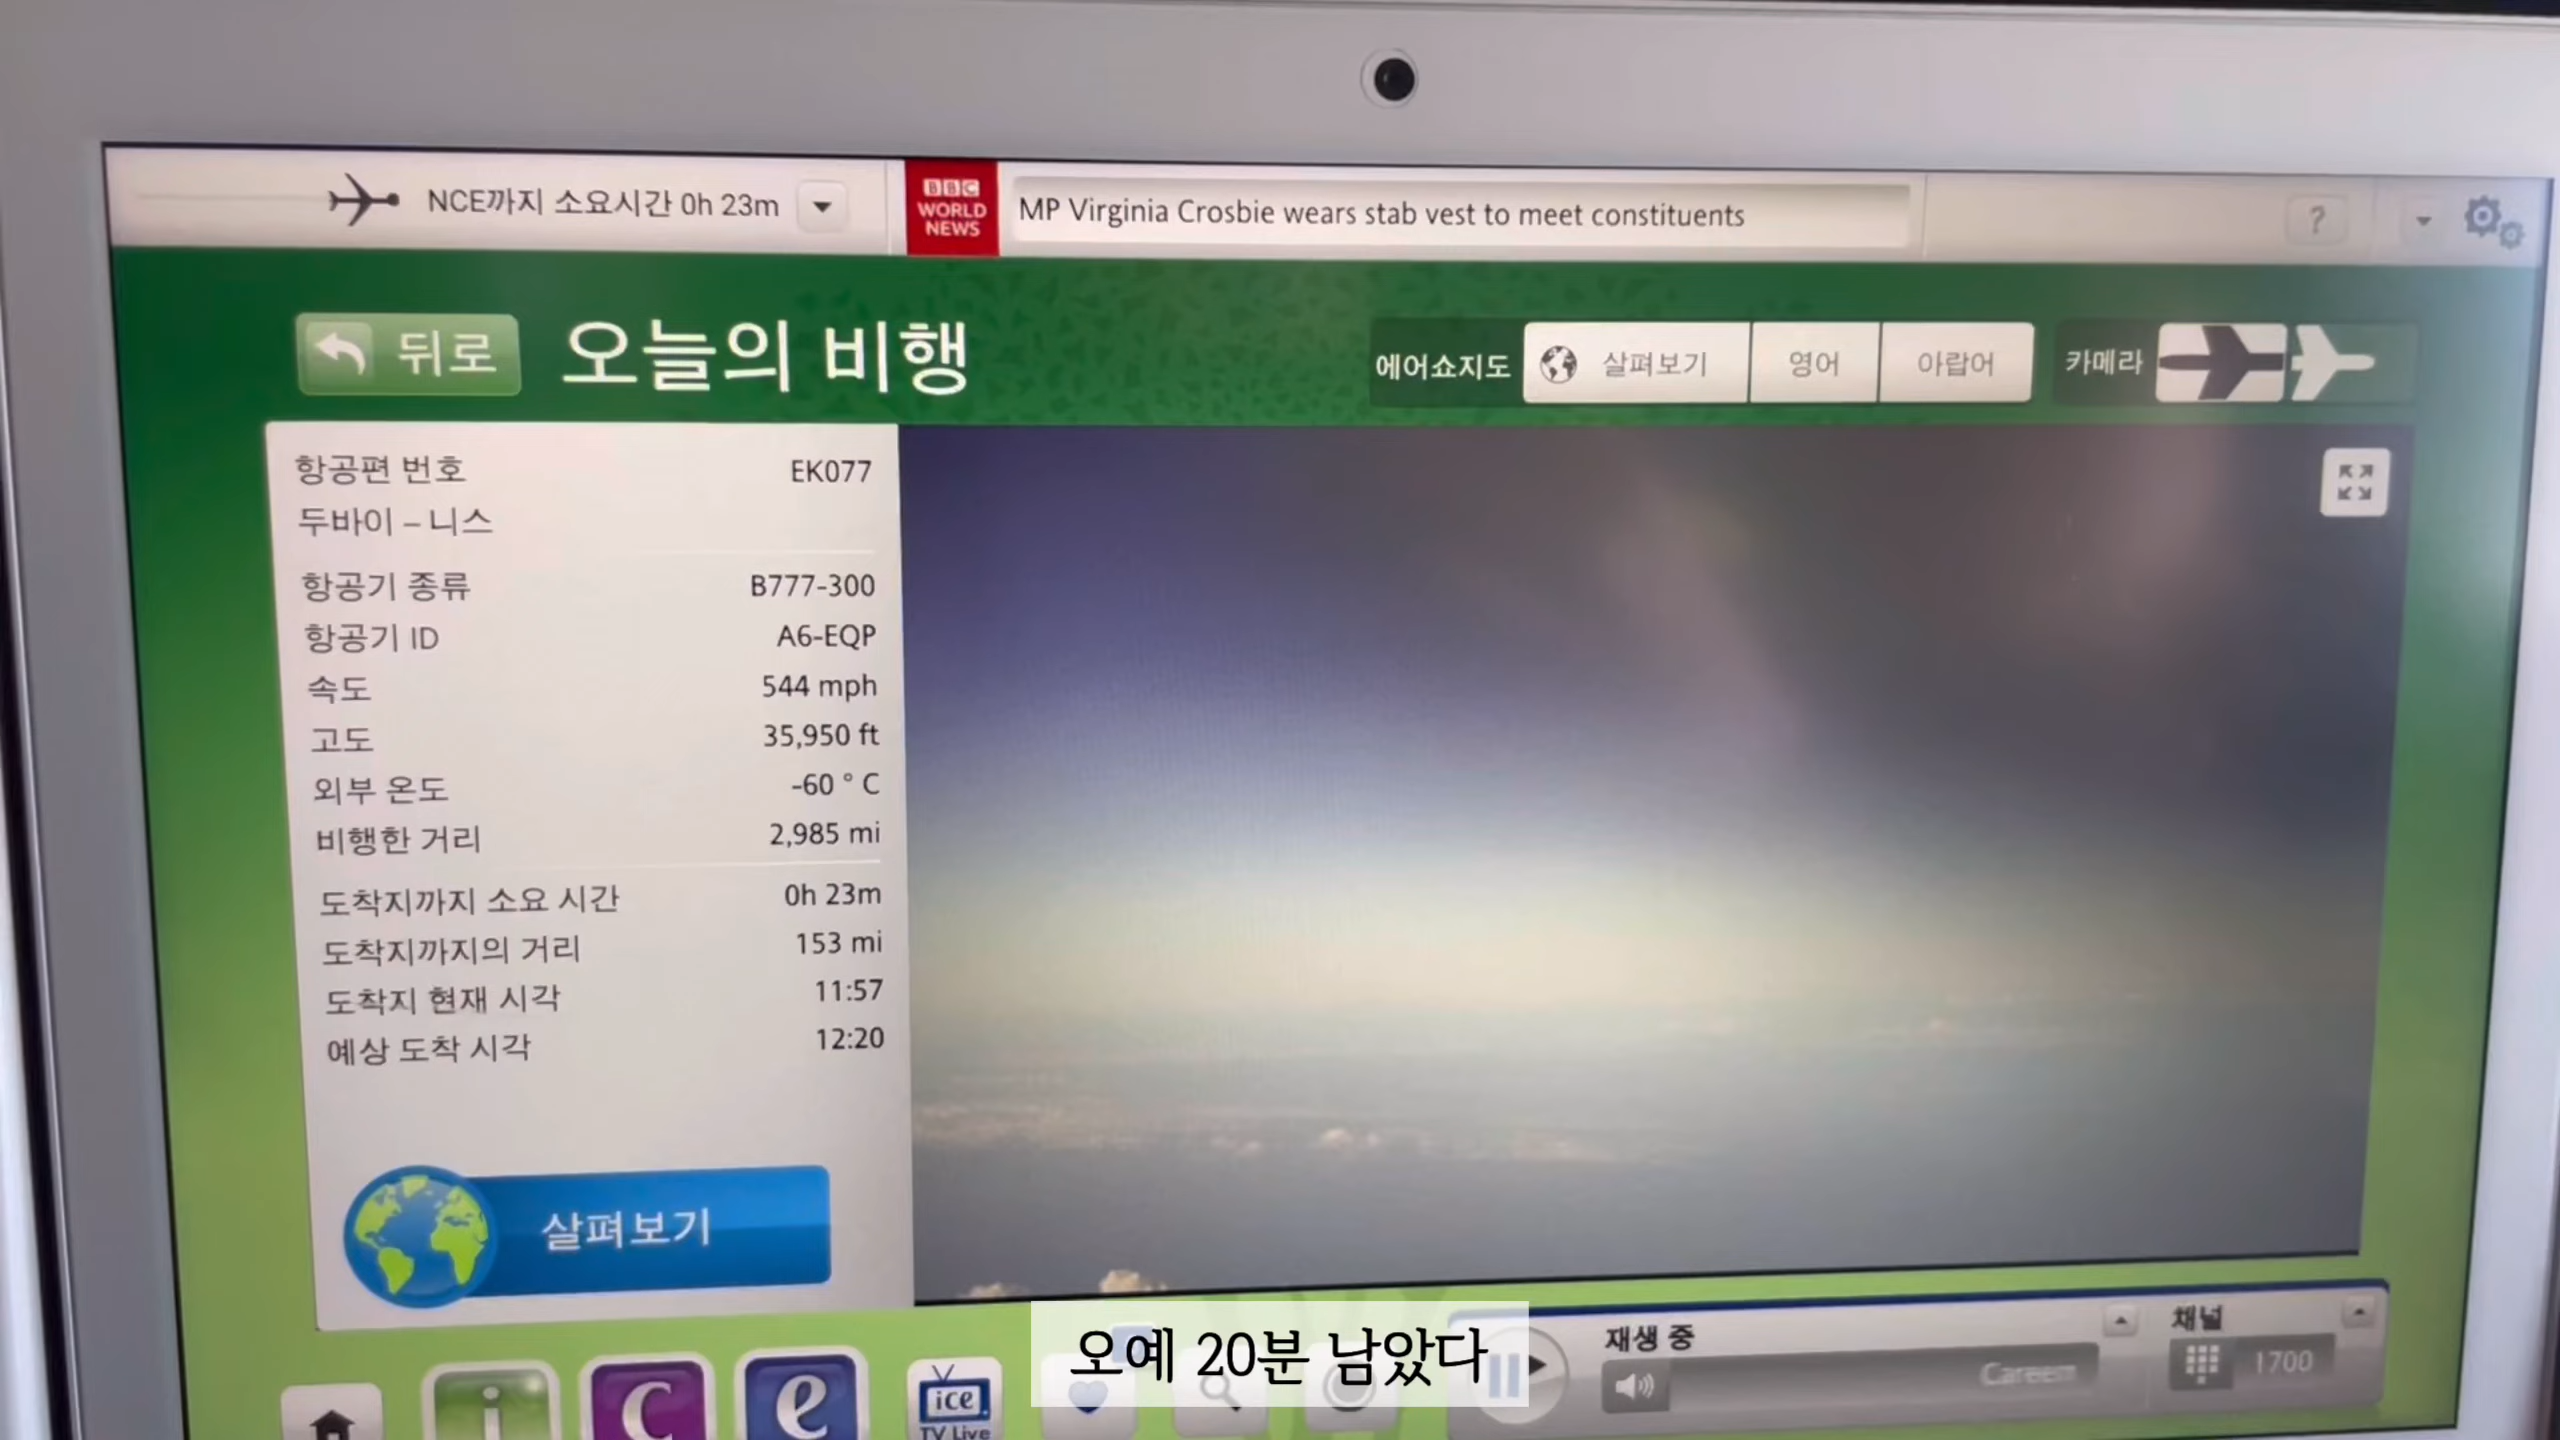 NCE까지 소요시간 0h 23m
BBC
WORLD
NEWS
MP Virginia Crosbie wears stab vest to meet constituents
?
뒤로
오늘의 비행
에어쇼지도
살펴보기
영어
아랍어
카메라
항공편 번호 EK077
두바이 – 니스
항공기 종류 B777-300
항공기 ID A6-EQP
속도 544 mph
고도 35,950 ft
외부 온도 -60 ° C
비행한 거리 2,985 mi
도착지까지 소요 시간 0h 23m
도착지까지의 거리 153 mi
도착지 현재 시각 11:57
예상 도착 시각 12:20
살펴보기
i
c
e
ice
TV Live
오예 20분 남았다
재생 중
Careem
채널
1700